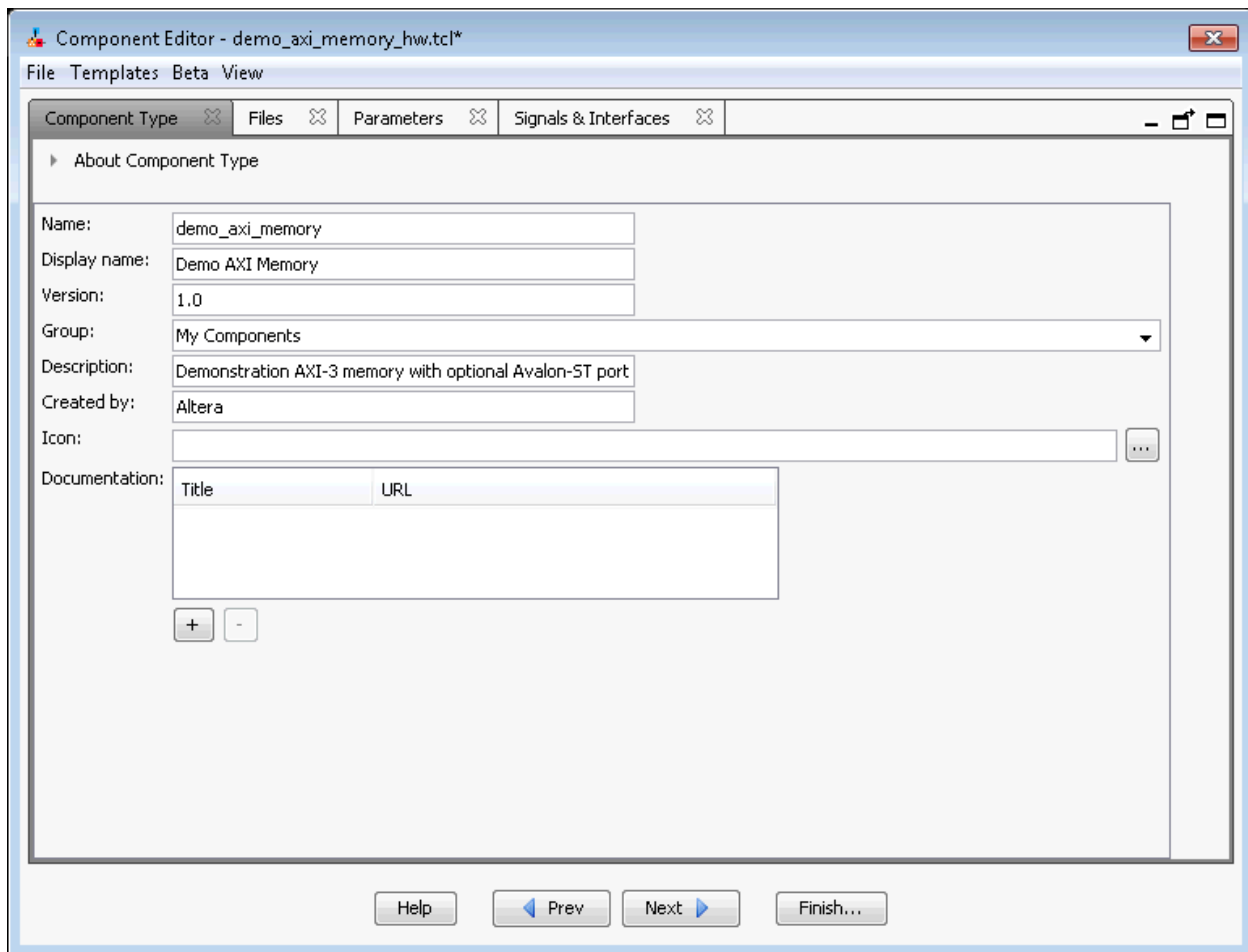 Component Editor - demo_axi_memory_hw.tcl*
File Templates Beta View
Component Type Files Parameters Signals & Interfaces
About Component Type
Name: demo_axi_memory
Display name: Demo AXI Memory
Version: 1.0
Group: My Components
Description: Demonstration AXI-3 memory with optional Avalon-ST port
Created by: Altera
Icon: ...
Documentation: Title URL
+ -
Help Prev Next Finish...